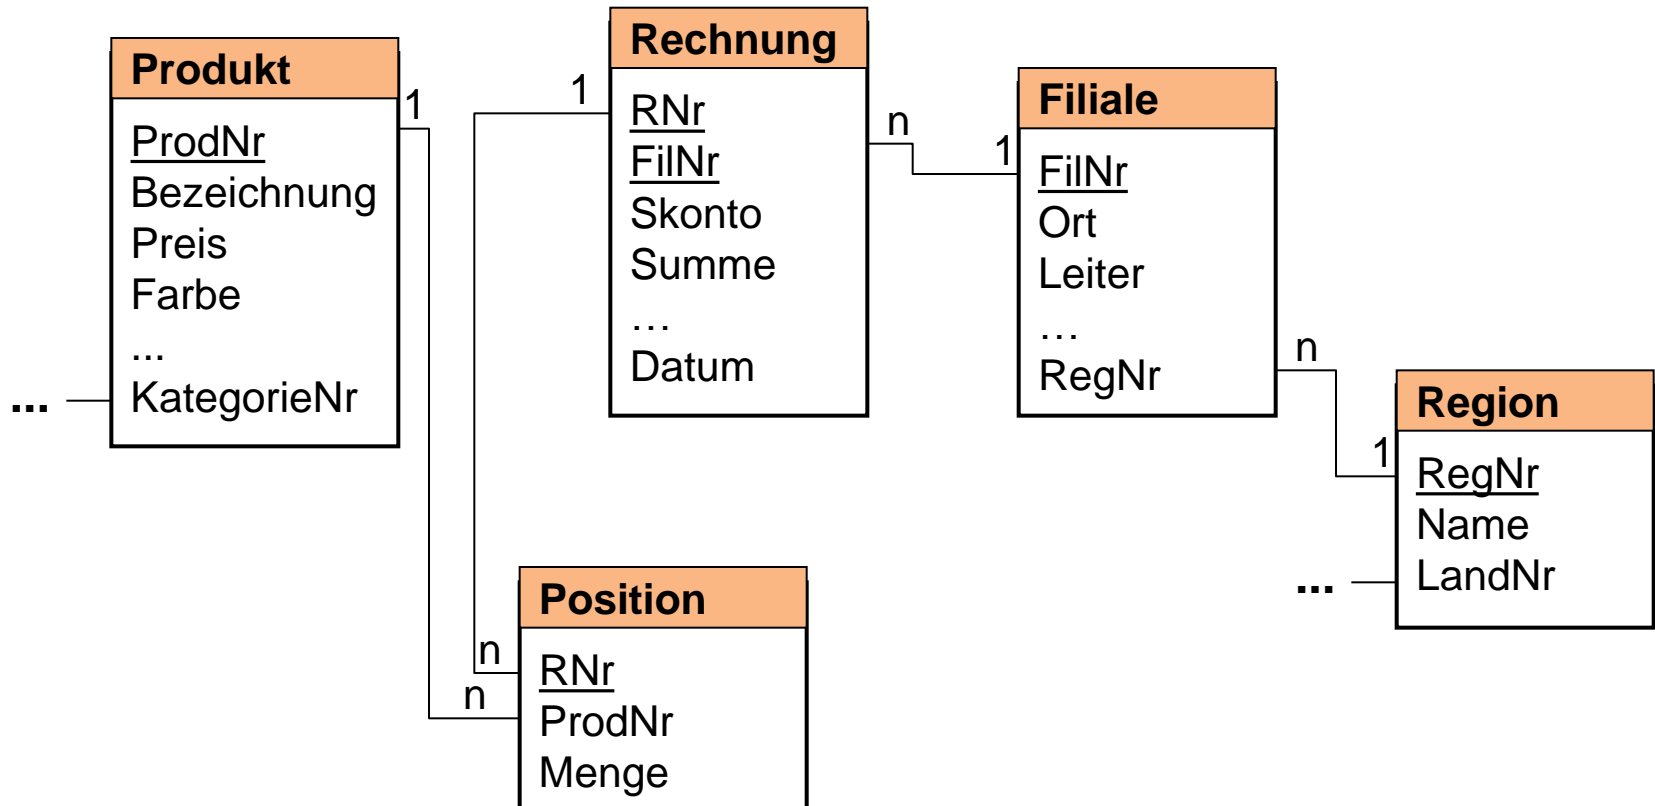 Produkt
ProdNr
Bezeichnung
Preis
Farbe
...
KategorieNr
...
1
n
Rechnung
RNr
FilNr
Skonto
Summe
…
Datum
1
n
n
1
Filiale
FilNr
Ort
Leiter
…
RegNr
n
1
Region
RegNr
Name
LandNr
...
Position
RNr
ProdNr
Menge